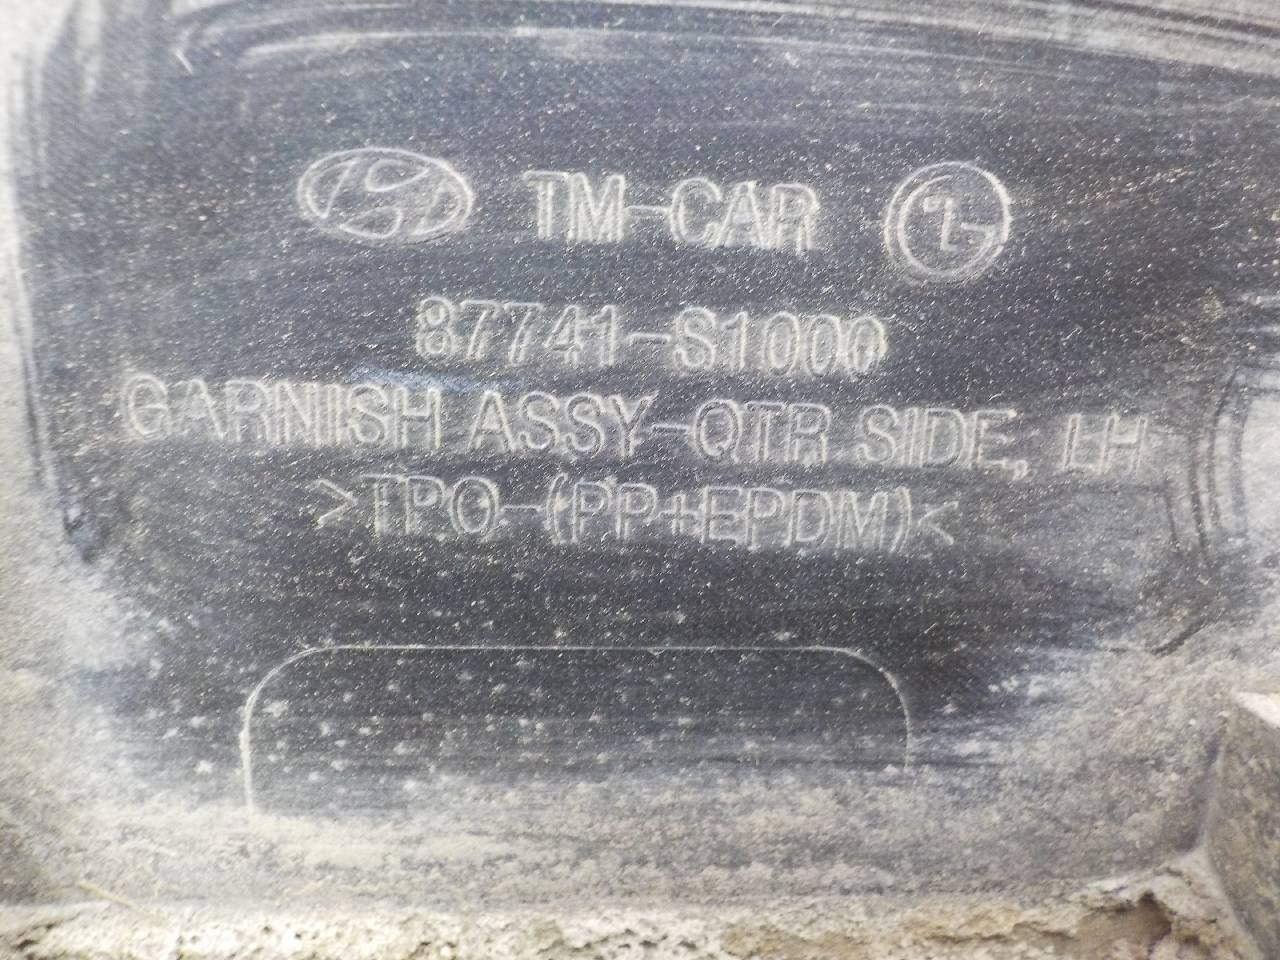 TM-CAR
87741-S1000
GARNISH ASSY-QTR SIDE, LH
>TPO-(PP+EPDM)<